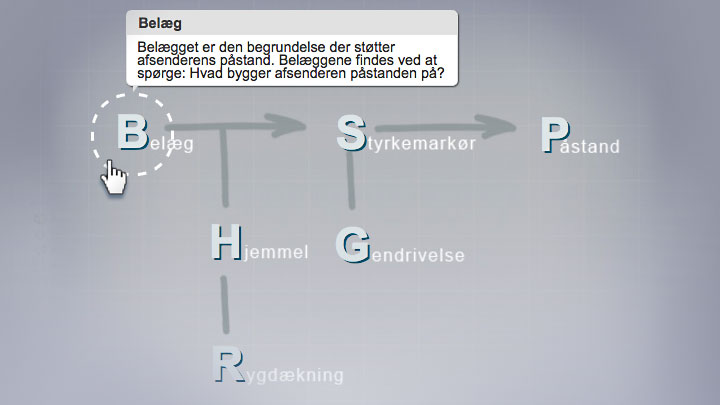 Belæg
Belægget er den begrundelse der støtter
afsenderens påstand. Belæggene findes ved at
spørge: Hvad bygger afsenderen påstanden på?
Belæg
Styrkemarkør
Påstand
Hjemmel
Gendrivelse
Rygdækning